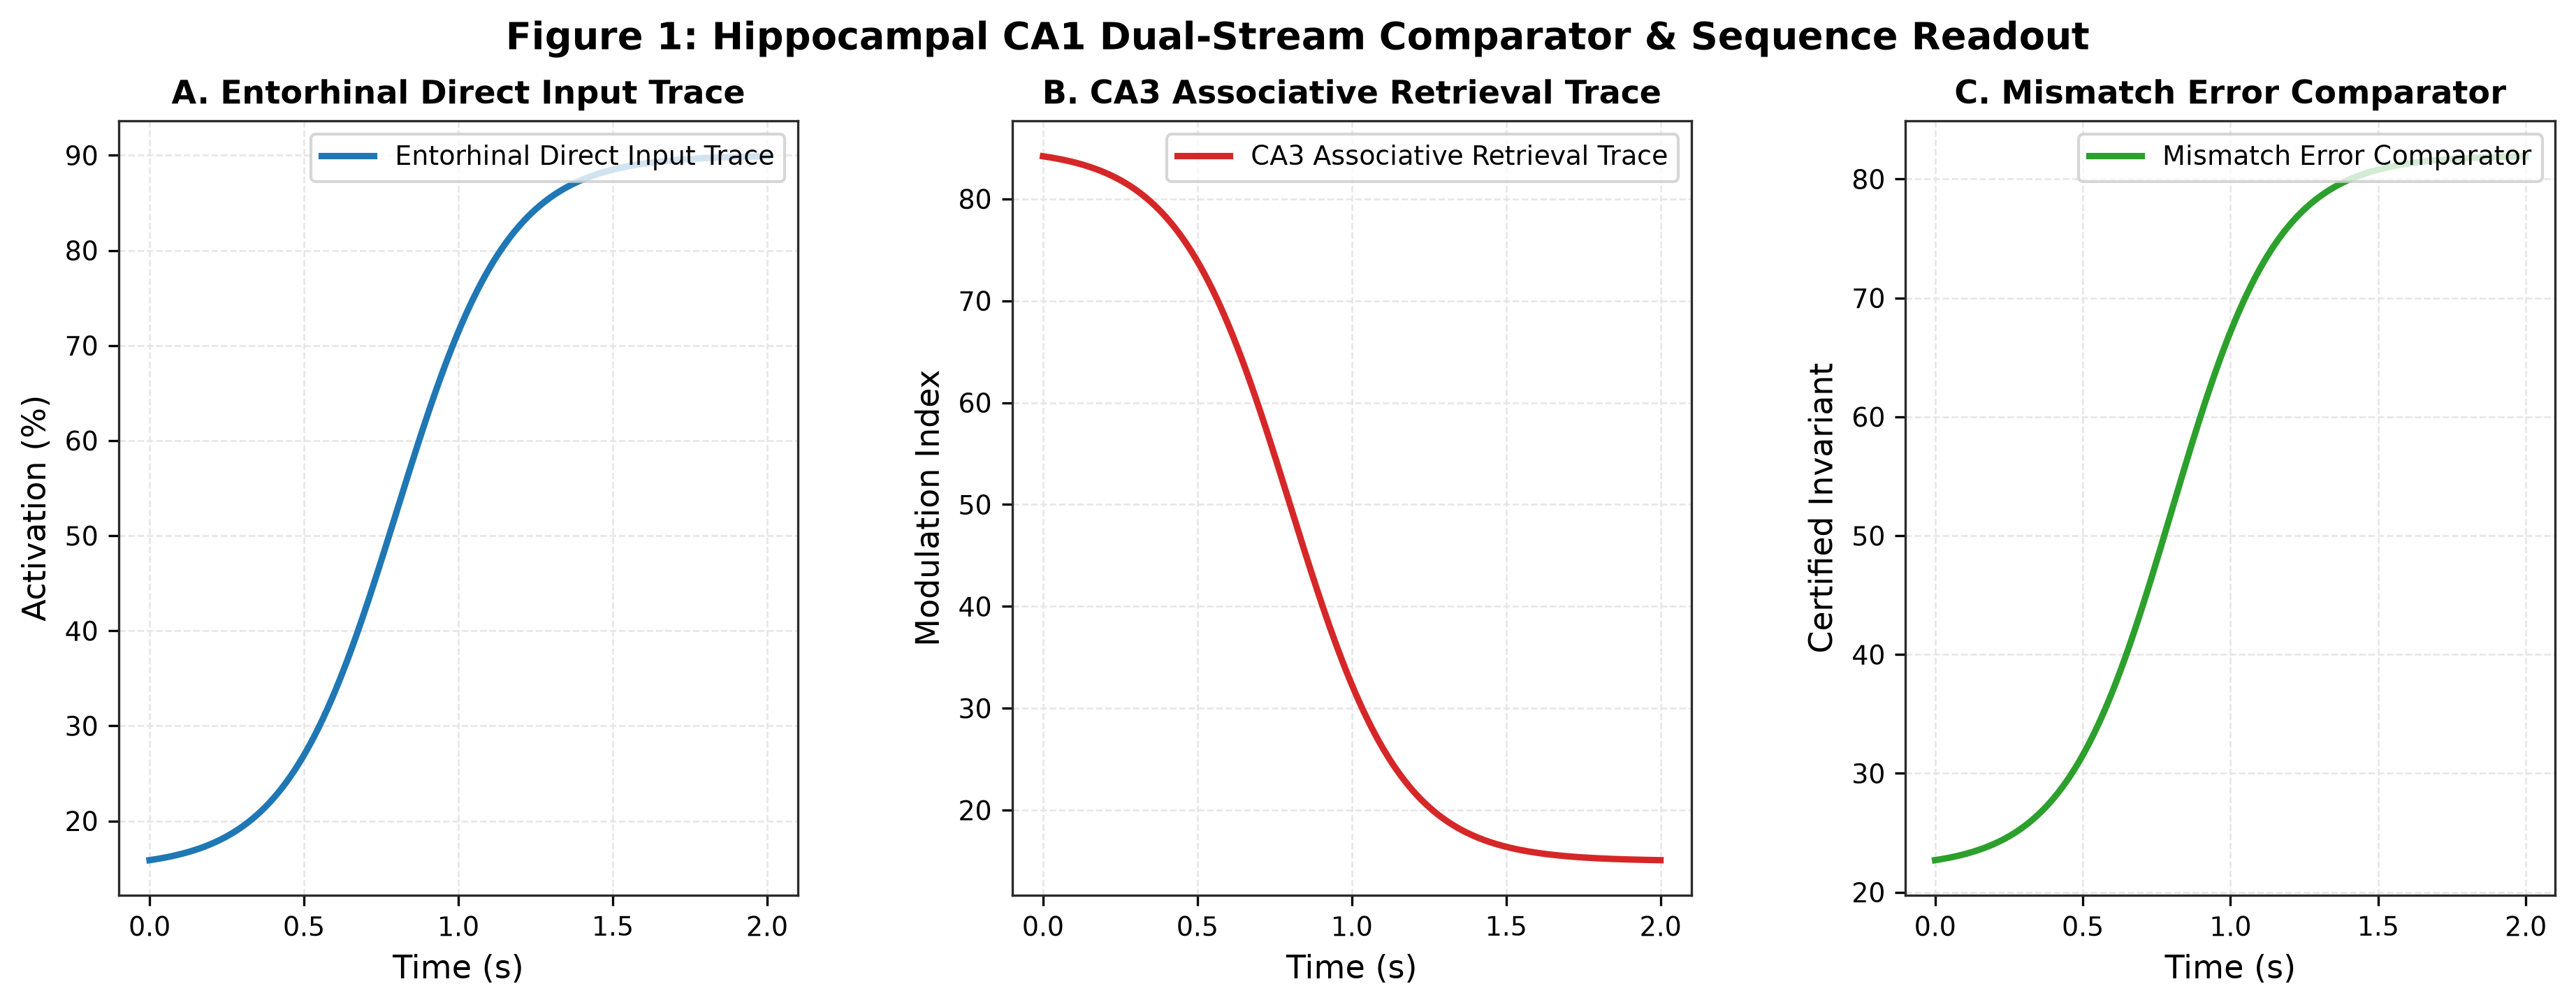 Figure 1: Hippocampal CA1 Dual-Stream Comparator & Sequence Readout
A. Entorhinal Direct Input Trace
Entorhinal Direct Input Trace
Activation (%)
90
80
70
60
50
40
30
20
0.0 0.5 1.0 1.5 2.0
Time (s)
B. CA3 Associative Retrieval Trace
CA3 Associative Retrieval Trace
Modulation Index
80
70
60
50
40
30
20
0.0 0.5 1.0 1.5 2.0
Time (s)
C. Mismatch Error Comparator
Mismatch Error Comparator
Certified Invariant
80
70
60
50
40
30
20
0.0 0.5 1.0 1.5 2.0
Time (s)